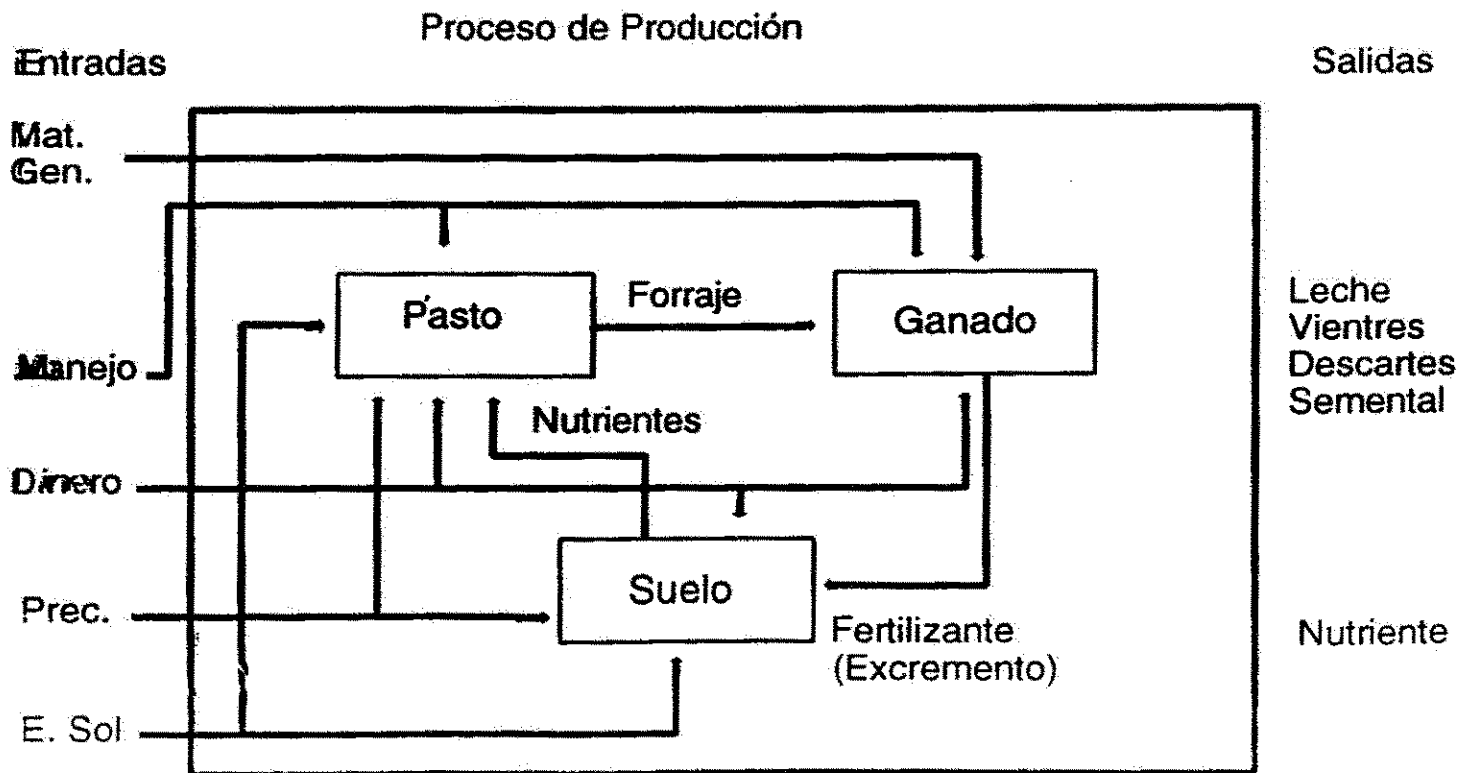 Proceso de Producción
Entradas
Salidas
Mat.
Gen.
Manejo
Dinero
Prec.
E. Sol
Pasto
Forraje
Ganado
Nutrientes
Suelo
Fertilizante
(Excremento)
Leche
Vientres
Descartes
Semental
Nutriente